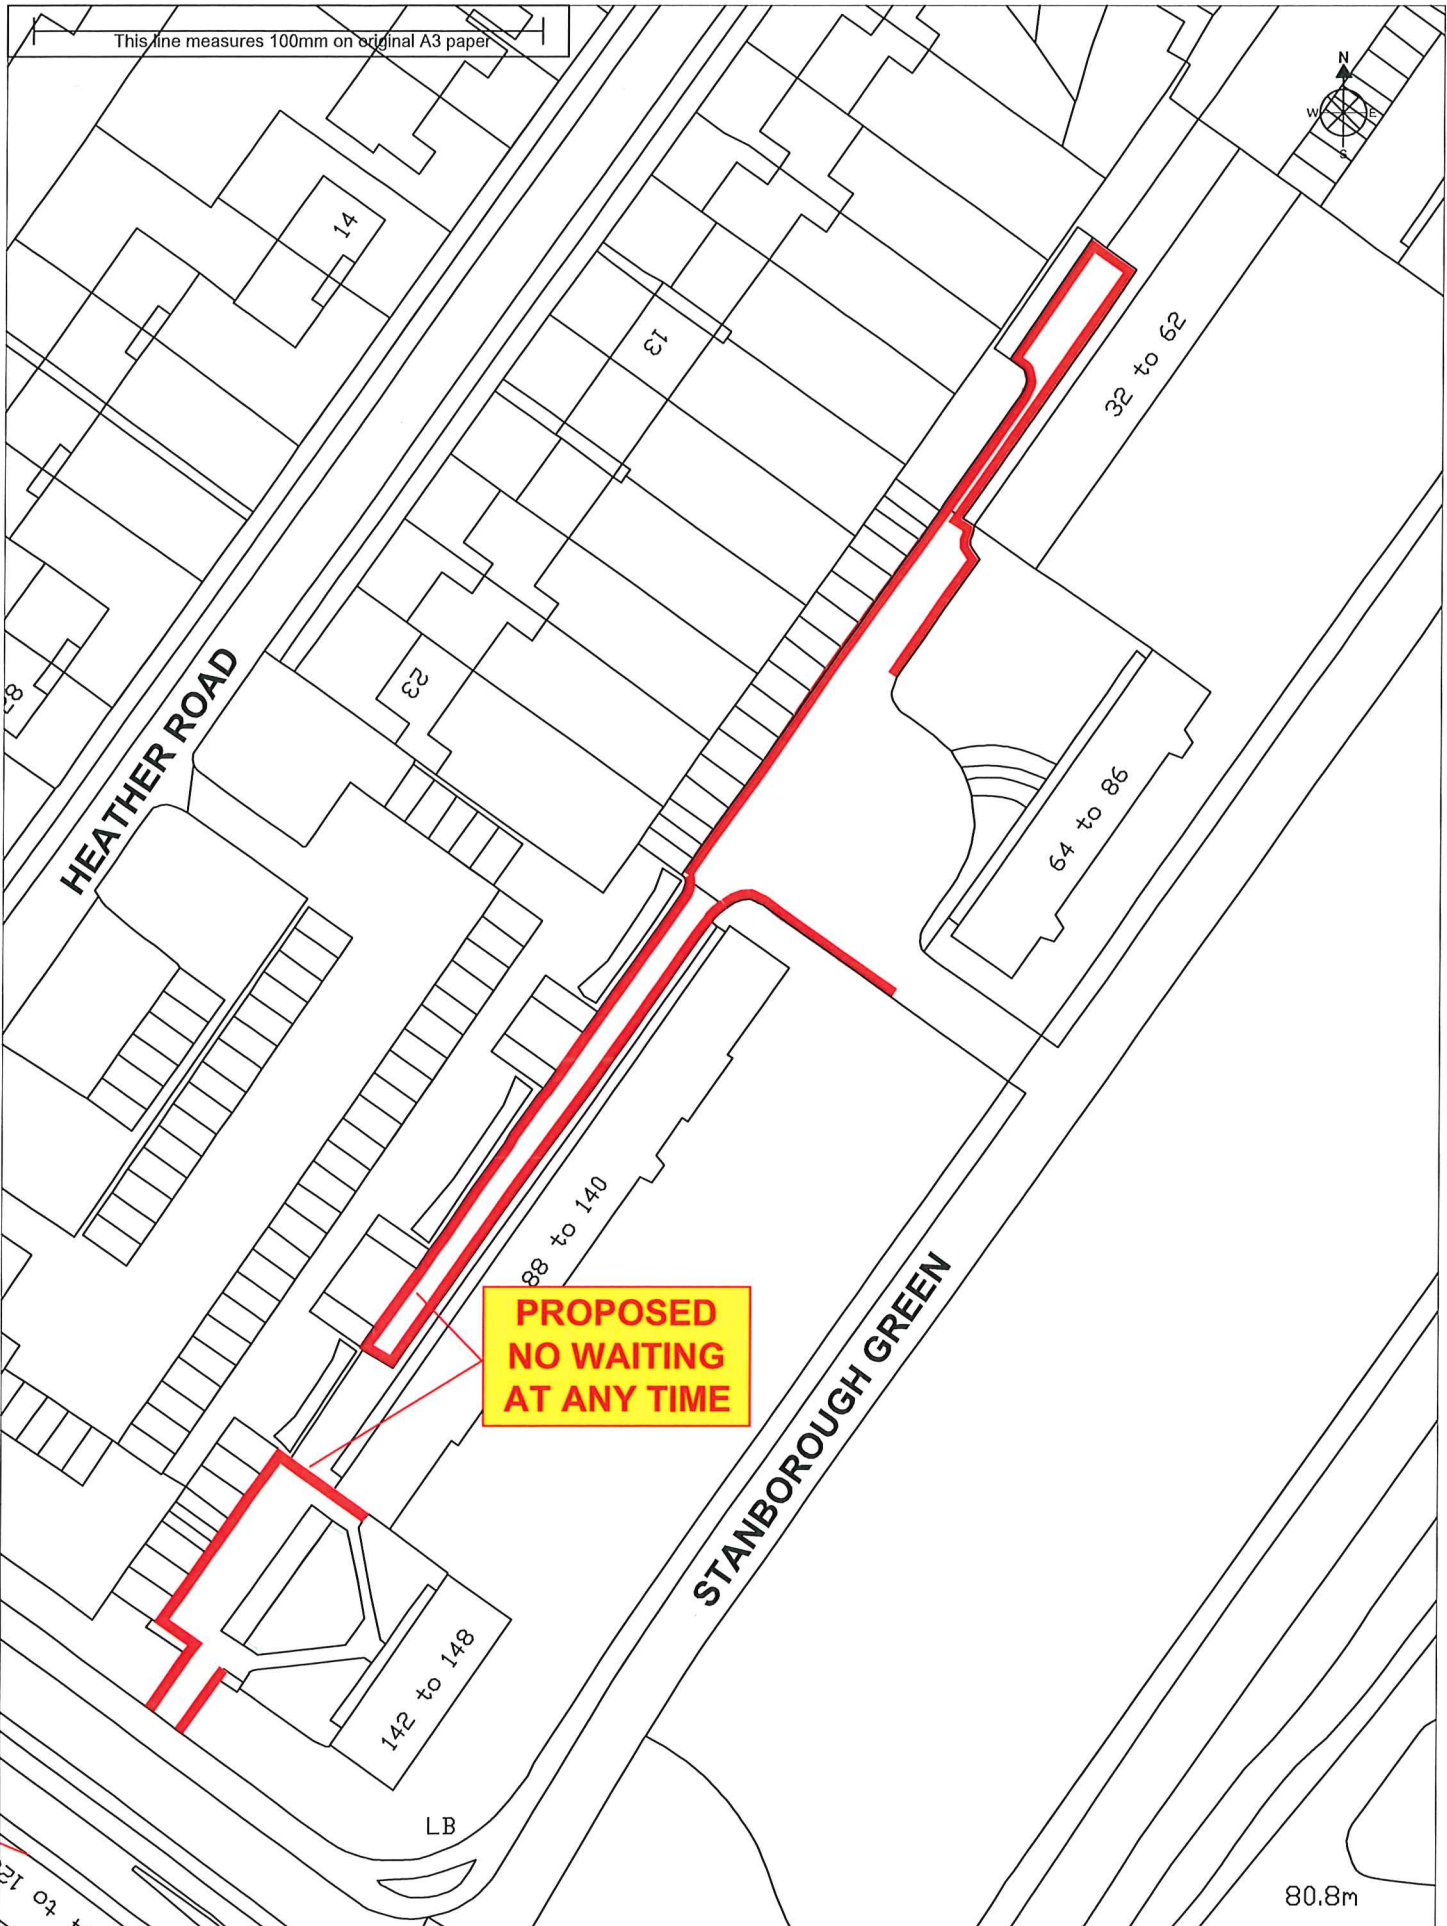 This line measures 100mm on original A3 paper
N
W
E
S
14
13
32 to 62
23
HEATHER ROAD
64 to 86
88 to 140
PROPOSED
NO WAITING
AT ANY TIME
STANBOROUGH GREEN
142 to 148
LB
80.8m